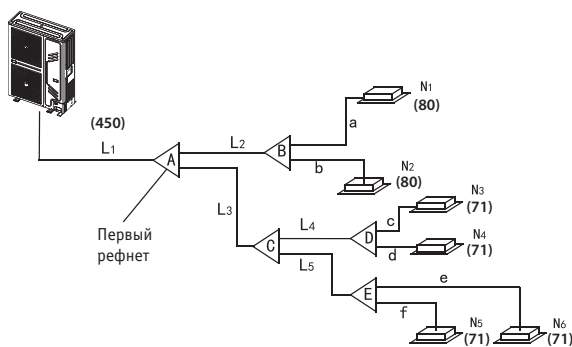 (450)
L1
A
L2
B
a
N1
(80)
b
N2
(80)
L3
Первый
рефнет
C
L4
D
c
N3
(71)
d
N4
(71)
L5
E
e
f
N5
(71)
N6
(71)